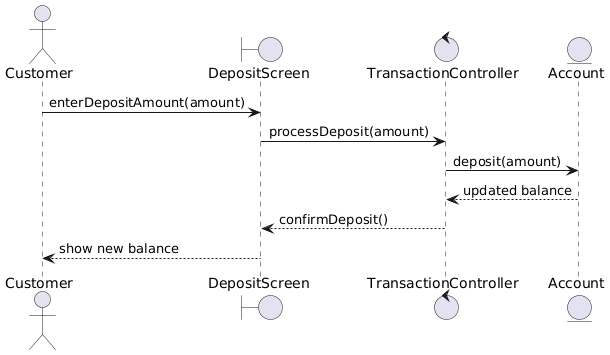 Customer
DepositScreen
TransactionController
Account
enterDepositAmount(amount)
processDeposit(amount)
deposit(amount)
updated balance
confirmDeposit()
show new balance
Customer
DepositScreen
TransactionController
Account